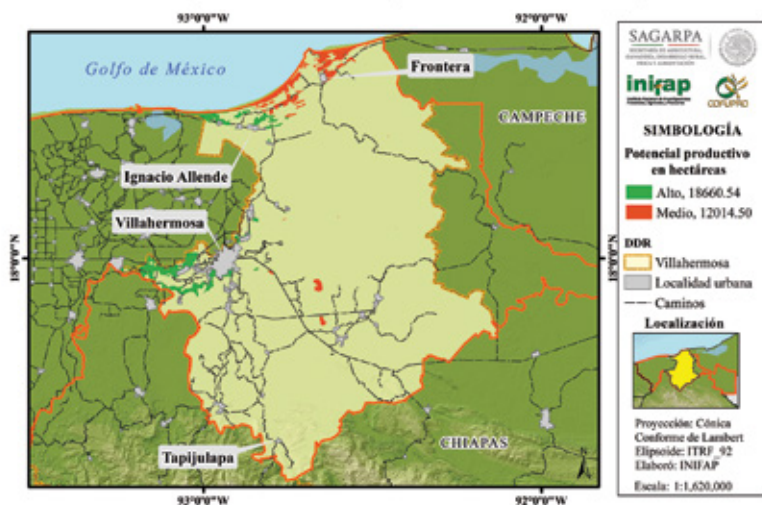 93°0'0"W
92°0'0"W
Golfo de México
Frontera
CAMPECHE
Ignacio Allende
Villahermosa
18°0'0"N
18°0'0"N
Tapijulapa
CHIAPAS
N
93°0'0"W
92°0'0"W
SAGARPA
inifap
COFUPRO
SIMBOLOGÍA
Potencial productivo
en hectáreas
Alto, 18660.54
Medio, 12014.50
DDR
Villahermosa
Localidad urbana
Caminos
Localización
Proyección: Cónica
Conforme de Lambert
Elipsoide: ITRF_92
Elaboró: INIFAP
Escala: 1:1,620,000